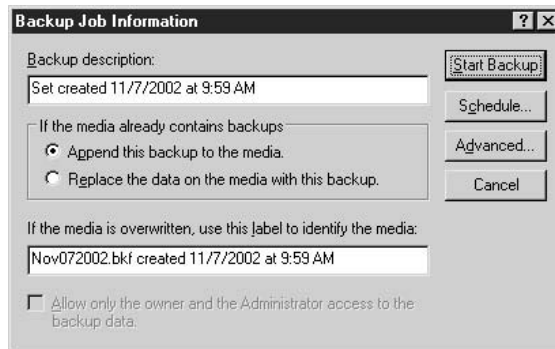 Backup Job Information
Backup description:
Set created 11/7/2002 at 9:59 AM
If the media already contains backups
Append this backup to the media.
Replace the data on the media with this backup.
If the media is overwritten, use this label to identify the media:
Nov072002.bkf created 11/7/2002 at 9:59 AM
Allow only the owner and the Administrator access to the
backup data.
Start Backup
Schedule...
Advanced...
Cancel